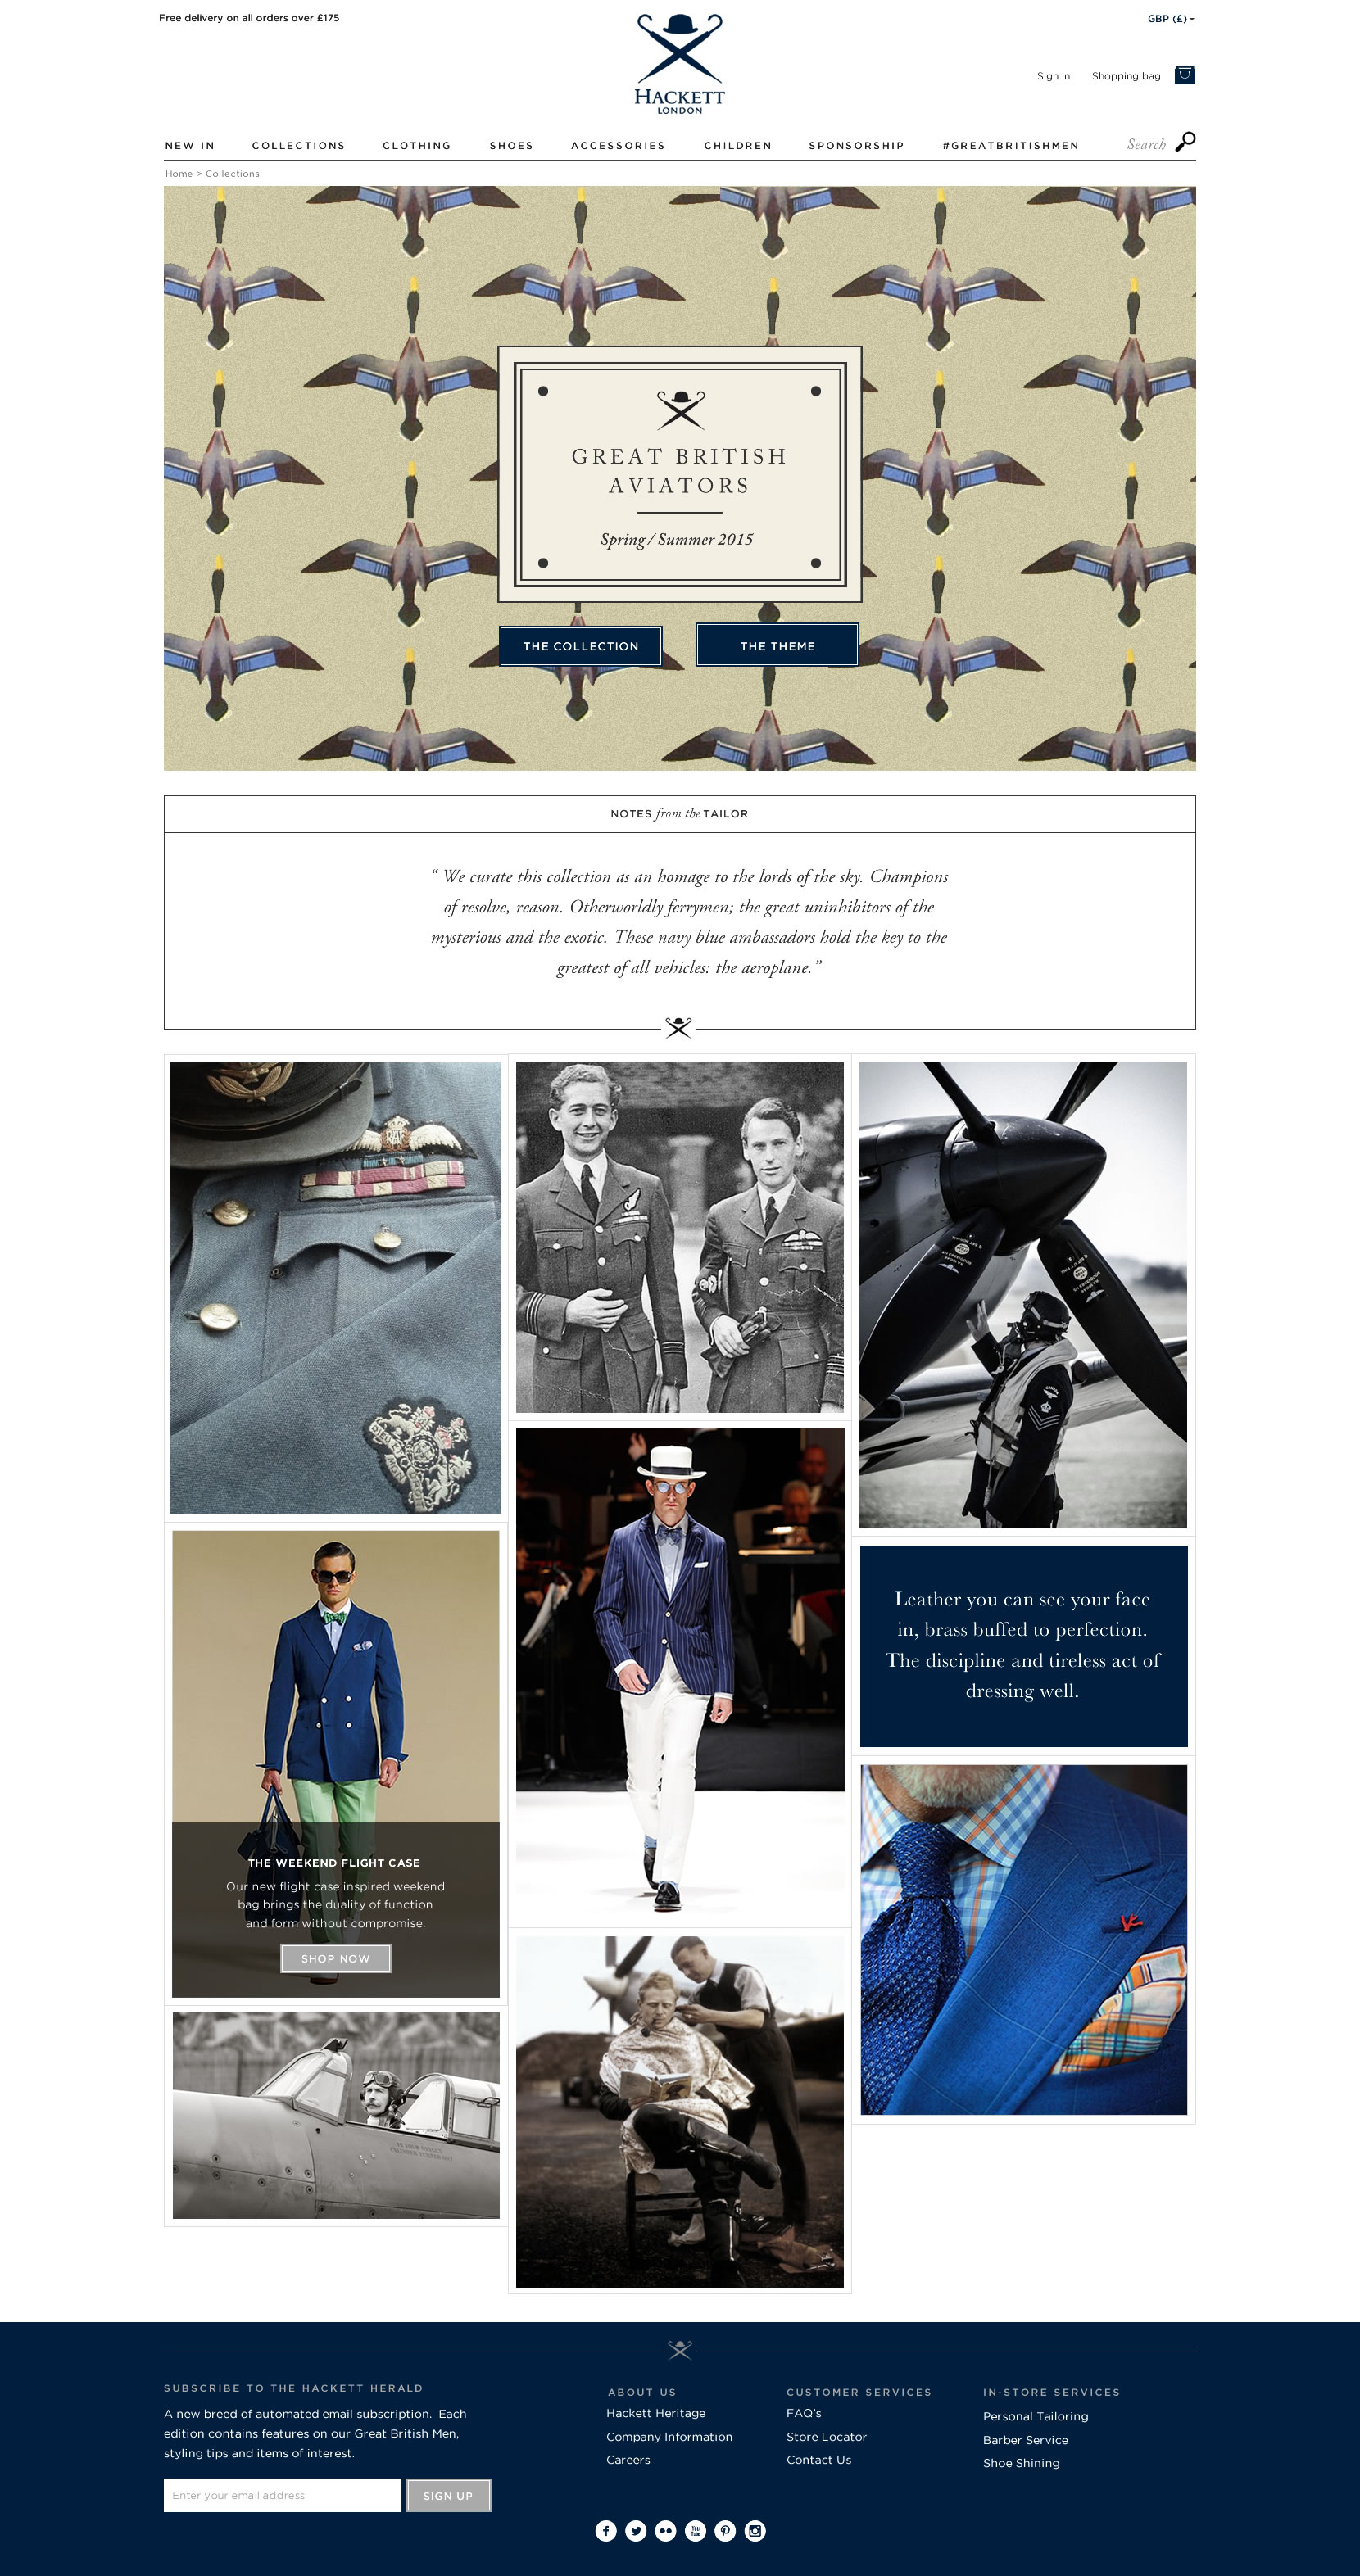 Free delivery on all orders over £175
GBP (£)
HACKETT
LONDON
Sign in
Shopping bag
NEW IN
COLLECTIONS
CLOTHING
SHOES
ACCESSORIES
CHILDREN
SPONSORSHIP
#GREATBRITISHMEN
Search
Home > Collections
GREAT BRITISH
AVIATORS
Spring / Summer 2015
THE COLLECTION
THE THEME
NOTES from the TAILOR
“ We curate this collection as an homage to the lords of the sky. Champions
of resolve, reason. Otherworldly ferrymen; the great uninhibitors of the
mysterious and the exotic. These navy blue ambassadors hold the key to the
greatest of all vehicles: the aeroplane.”
RAF
CANADA
Leather you can see your face
in, brass buffed to perfection.
The discipline and tireless act of
dressing well.
THE WEEKEND FLIGHT CASE
Our new flight case inspired weekend
bag brings the duality of function
and form without compromise.
SHOP NOW
SUBSCRIBE TO THE HACKETT HERALD
A new breed of automated email subscription. Each
edition contains features on our Great British Men,
styling tips and items of interest.
Enter your email address
SIGN UP
ABOUT US
Hackett Heritage
Company Information
Careers
CUSTOMER SERVICES
FAQ's
Store Locator
Contact Us
IN-STORE SERVICES
Personal Tailoring
Barber Service
Shoe Shining
You
Tube